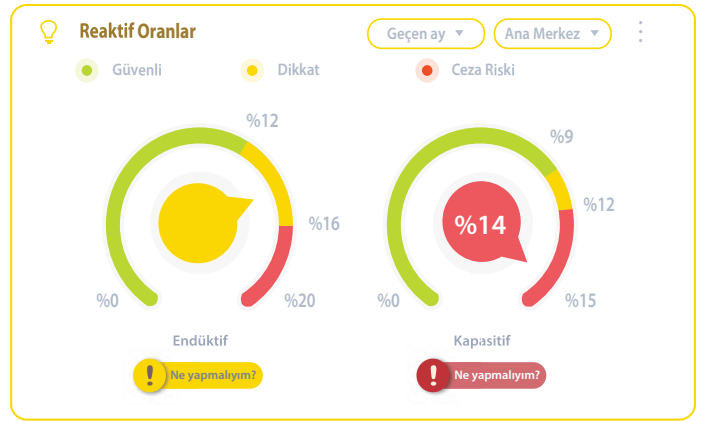 Reaktif Oranlar
Geçen ay
Ana Merkez
Güvenli
Dikkat
Ceza Riski
%12
%16
%0
%20
Endüktif
Ne yapmalıyım?
%9
%12
%14
%0
%15
Kapasitif
Ne yapmalıyım?